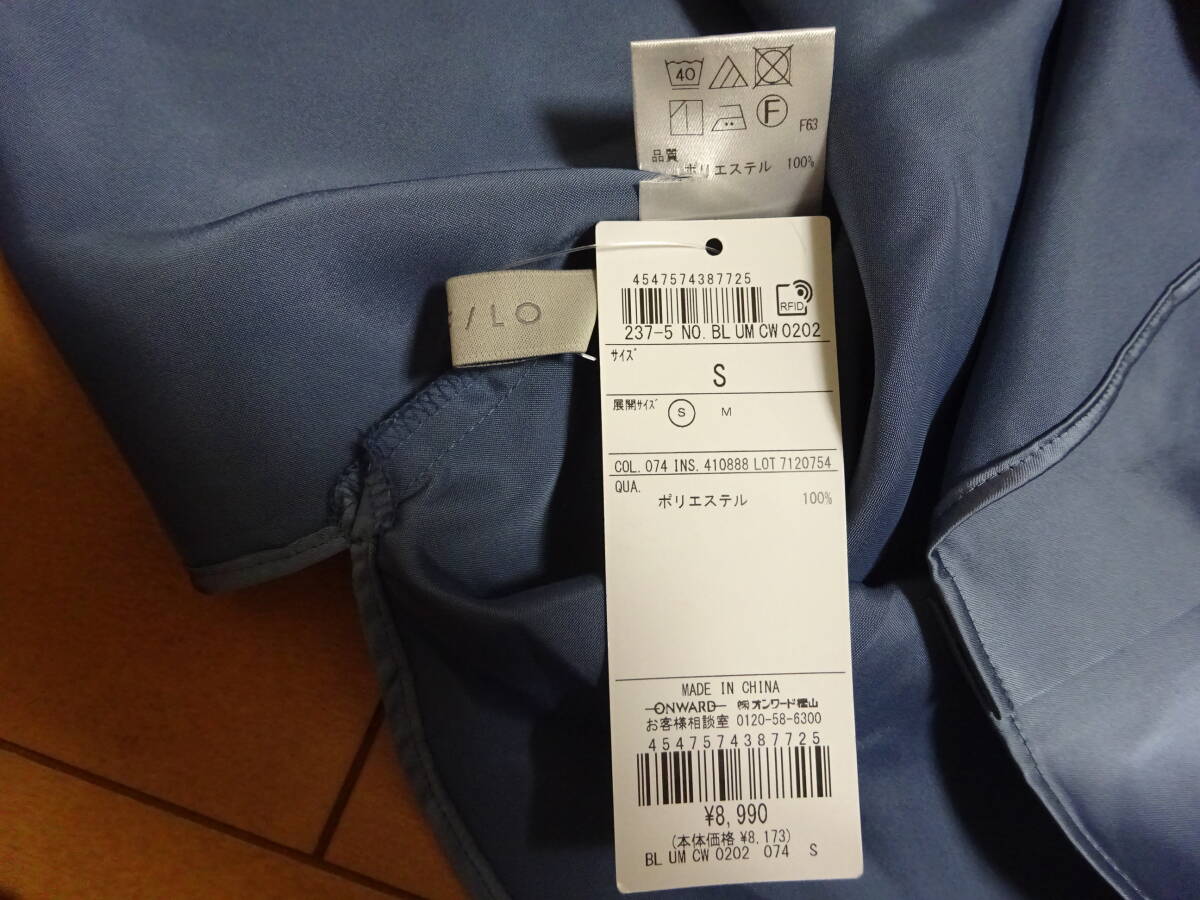 40
F
F63
品質
ポリエステル 100%
/LO
4547574387725
RFID
237-5 NO. BL UM CW 0202
サイズ
S
展開サイズ S M
COL. 074 INS. 410888 LOT 7120754
QUA.
ポリエステル 100%
MADE IN CHINA
ONWARD ㈱オンワード樫山
お客様相談室 0120-58-6300
4547574387725
¥8,990
(本体価格 ¥8,173)
BL UM CW 0202 074 S